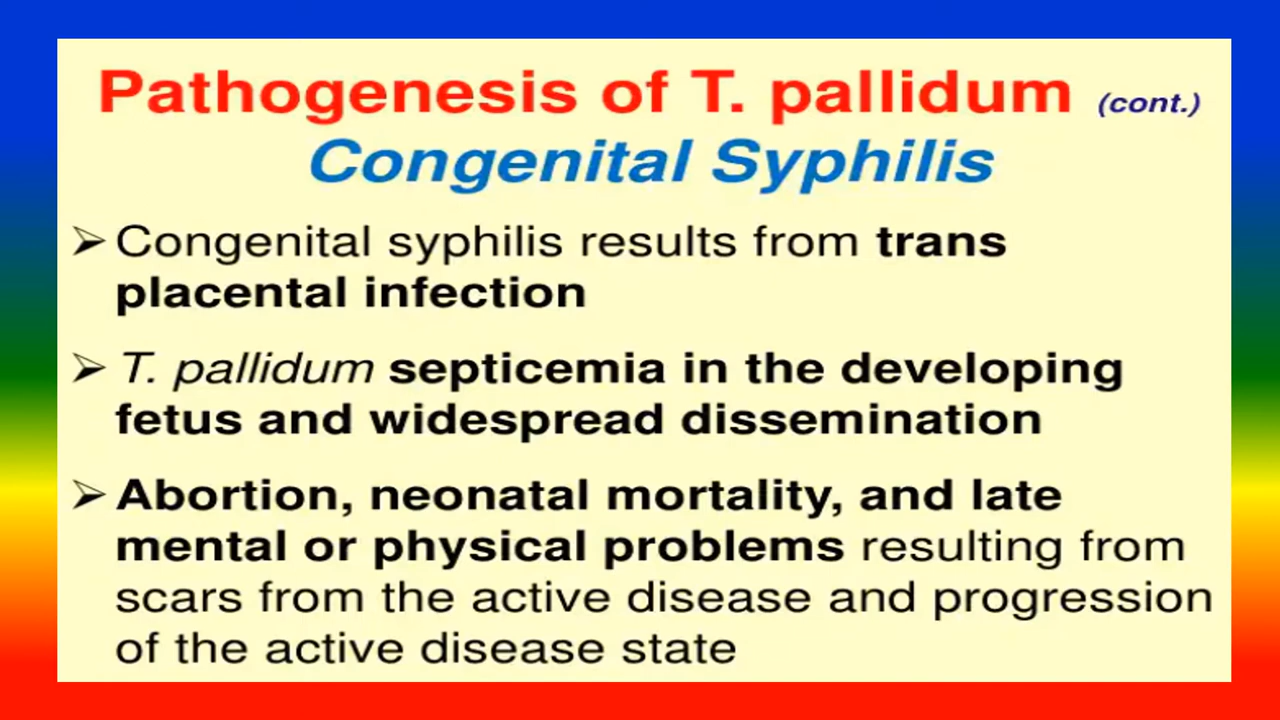 Pathogenesis of T. pallidum (cont.)
Congenital Syphilis
➢ Congenital syphilis results from trans
placental infection
➢ T. pallidum septicemia in the developing
fetus and widespread dissemination
➢ Abortion, neonatal mortality, and late
mental or physical problems resulting from
scars from the active disease and progression
of the active disease state